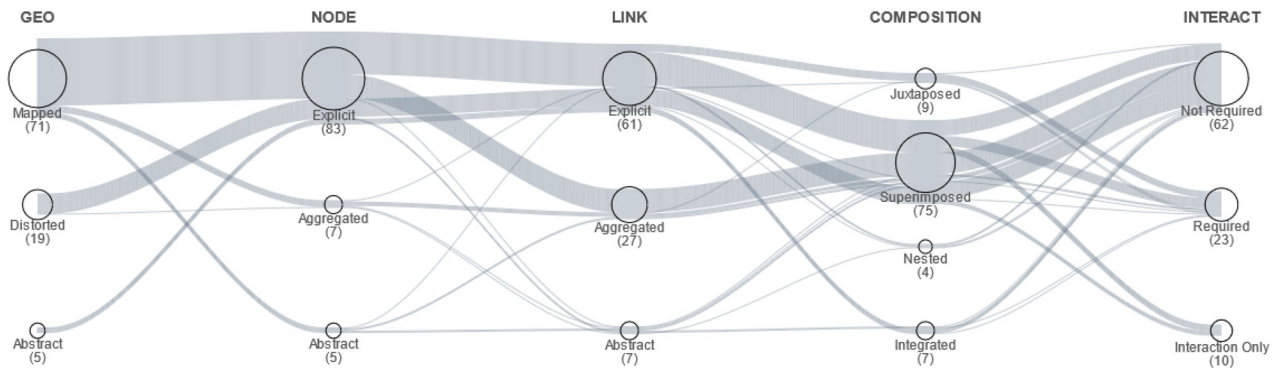 GEO NODE LINK COMPOSITION INTERACT
Mapped
(71)
Explicit
(83)
Explicit
(61)
Juxtaposed
(9)
Not Required
(62)
Distorted
(19)
Aggregated
(7)
Aggregated
(27)
Superimposed
(75)
Required
(23)
Nested
(4)
Abstract
(5)
Abstract
(5)
Abstract
(7)
Integrated
(7)
Interaction Only
(10)